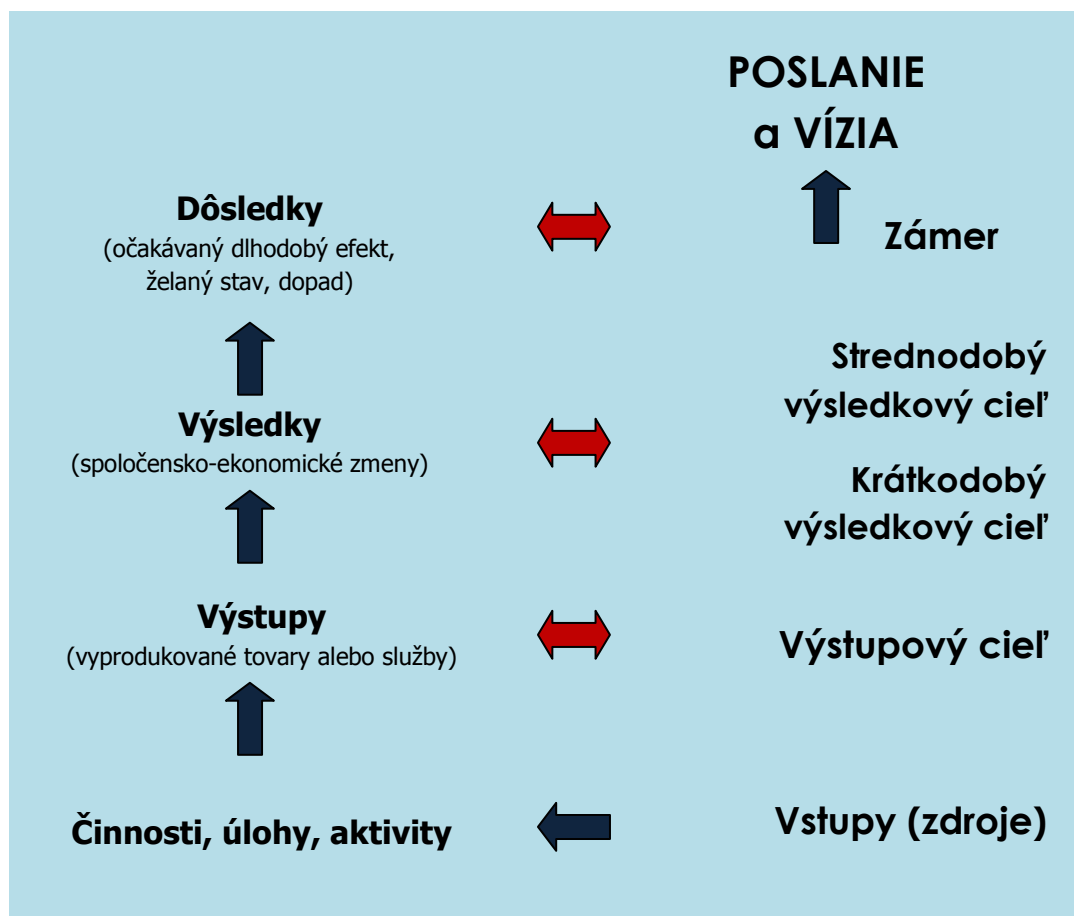 POSLANIE
a VÍZIA
Dôsledky
(očakávaný dlhodobý efekt,
želaný stav, dopad)
Zámer
Strednodobý
výsledkový cieľ
Výsledky
(spoločensko-ekonomické zmeny)
Krátkodobý
výsledkový cieľ
Výstupy
(vyprodukované tovary alebo služby)
Výstupový cieľ
Činnosti, úlohy, aktivity
Vstupy (zdroje)